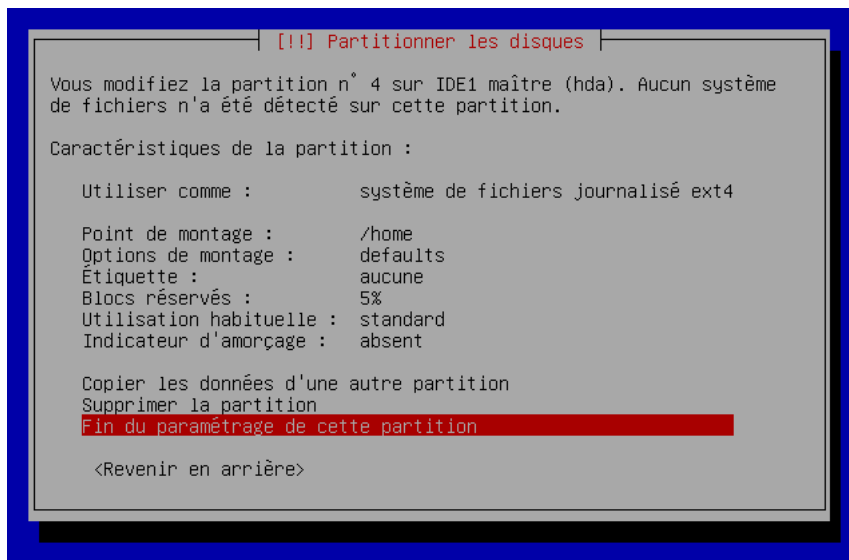 [!!] Partitionner les disques
Vous modifiez la partition n° 4 sur IDE1 maître (hda). Aucun système
de fichiers n'a été détecté sur cette partition.
Caractéristiques de la partition :
Utiliser comme : système de fichiers journalisé ext4
Point de montage : /home
Options de montage : defaults
Étiquette : aucune
Blocs réservés : 5%
Utilisation habituelle : standard
Indicateur d'amorçage : absent
Copier les données d'une autre partition
Supprimer la partition
Fin du paramétrage de cette partition
<Revenir en arrière>